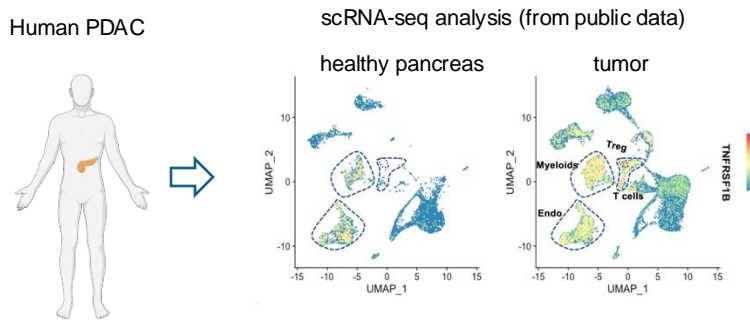 Human PDAC
scRNA-seq analysis (from public data)
healthy pancreas
tumor
UMAP_2
10
0
-10
-15
-10
-5
0
5
10
15
UMAP_1
Myeloids
Treg
T cells
Endo
UMAP_2
10
0
-10
-15
-10
-5
0
5
10
15
UMAP_1
TNFRSF1B